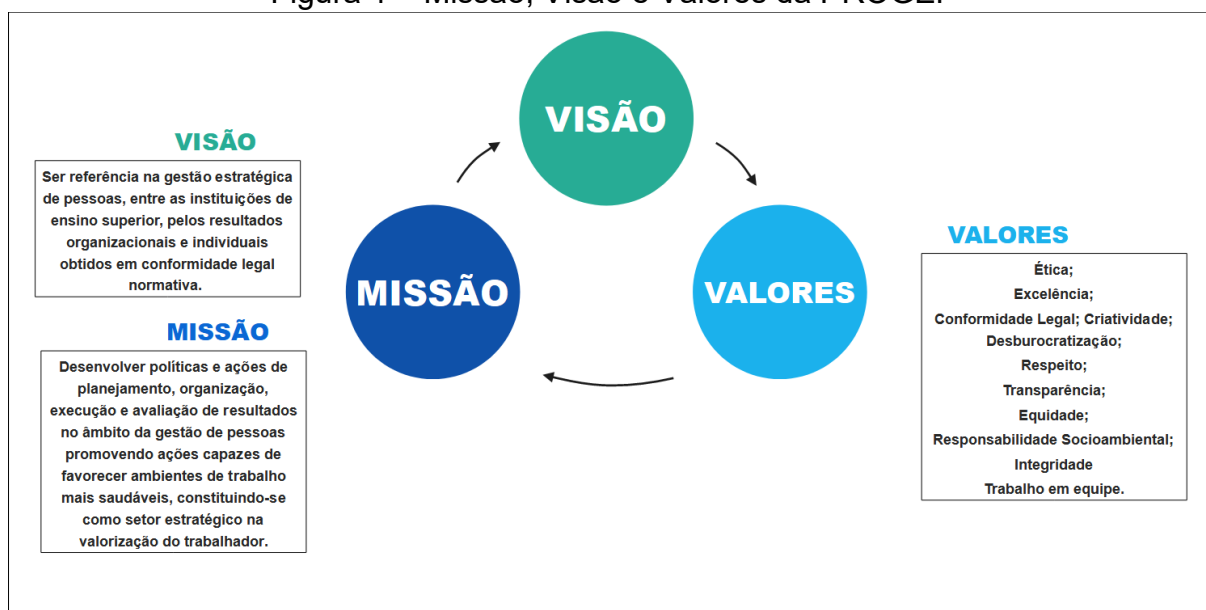 VISÃO
VISÃO
Ser referência na gestão estratégica
de pessoas, entre as instituições de
ensino superior, pelos resultados
organizacionais e individuais
obtidos em conformidade legal
normativa.
MISSÃO
VALORES
VALORES
Ética;
Excelência;
Conformidade Legal; Criatividade;
Desburocratização;
Respeito;
Transparência;
Equidade;
Responsabilidade Socioambiental;
Integridade
Trabalho em equipe.
MISSÃO
Desenvolver políticas e ações de
planejamento, organização,
execução e avaliação de resultados
no âmbito da gestão de pessoas
promovendo ações capazes de
favorecer ambientes de trabalho
mais saudáveis, constituindo-se
como setor estratégico na
valorização do trabalhador.